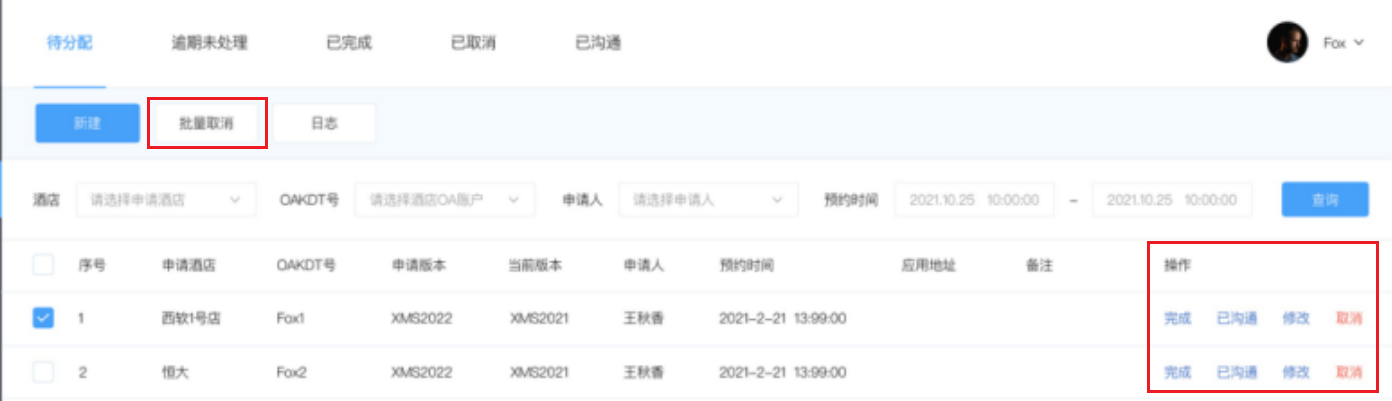 待分配 逾期未处理 已完成 已取消 已沟通 Fox
新建 批量取消 日志
酒店 请选择申请酒店 OAKDT号 请选择酒店OA账户 申请人 请选择申请人 预约时间 2021.10.25 10:00:00 - 2021.10.25 10:00:00 查询
序号 申请酒店 OAKDT号 申请版本 当前版本 申请人 预约时间 应用地址 备注 操作
1 西软1号店 Fox1 XMS2022 XMS2021 王秋香 2021-2-21 13:99:00 完成 已沟通 修改 取消
2 恒大 Fox2 XMS2022 XMS2021 王秋香 2021-2-21 13:99:00 完成 已沟通 修改 取消